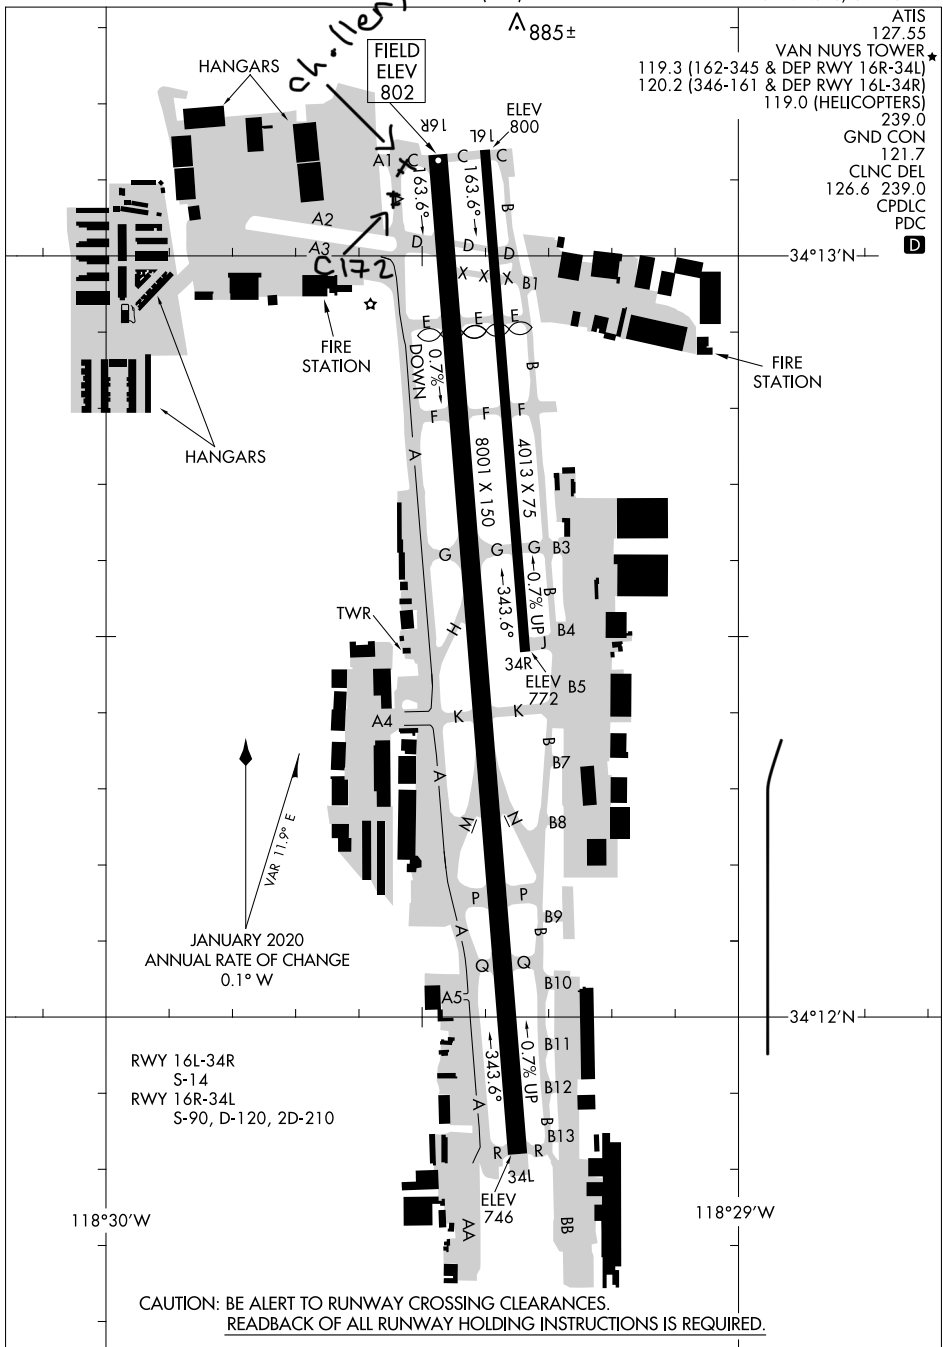 885±
ATIS
127.55
VAN NUYS TOWER★
119.3 (162-345 & DEP RWY 16R-34L)
120.2 (346-161 & DEP RWY 16L-34R)
119.0 (HELICOPTERS)
239.0
GND CON
121.7
CLNC DEL
126.6 239.0
CPDLC
PDC
D
Challen
HANGARS
FIELD
ELEV
802
16R
16L
ELEV
800
A1
C
C
C
X
163.6°
163.6°
B
A2
A3
D
D
D
C172
X
X
X
B1
34°13'N
FIRE
STATION
E
E
E
0.7%
DOWN
B
FIRE
STATION
F
F
F
HANGARS
A
8001 X 150
4013 X 75
G
G
G
B3
343.6°
0.7% UP
B
TWR
H
B4
34R
ELEV
772
B5
A4
K
K
B
B7
A
VAR 11.9° E
M
N
B8
P
P
B9
A
B
JANUARY 2020
ANNUAL RATE OF CHANGE
0.1° W
Q
Q
B10
A5
34°12'N
B11
343.6°
0.7% UP
B12
RWY 16L-34R
S-14
RWY 16R-34L
S-90, D-120, 2D-210
A
B
B13
R
R
34L
ELEV
746
118°30'W
118°29'W
AA
BB
CAUTION: BE ALERT TO RUNWAY CROSSING CLEARANCES.
READBACK OF ALL RUNWAY HOLDING INSTRUCTIONS IS REQUIRED.